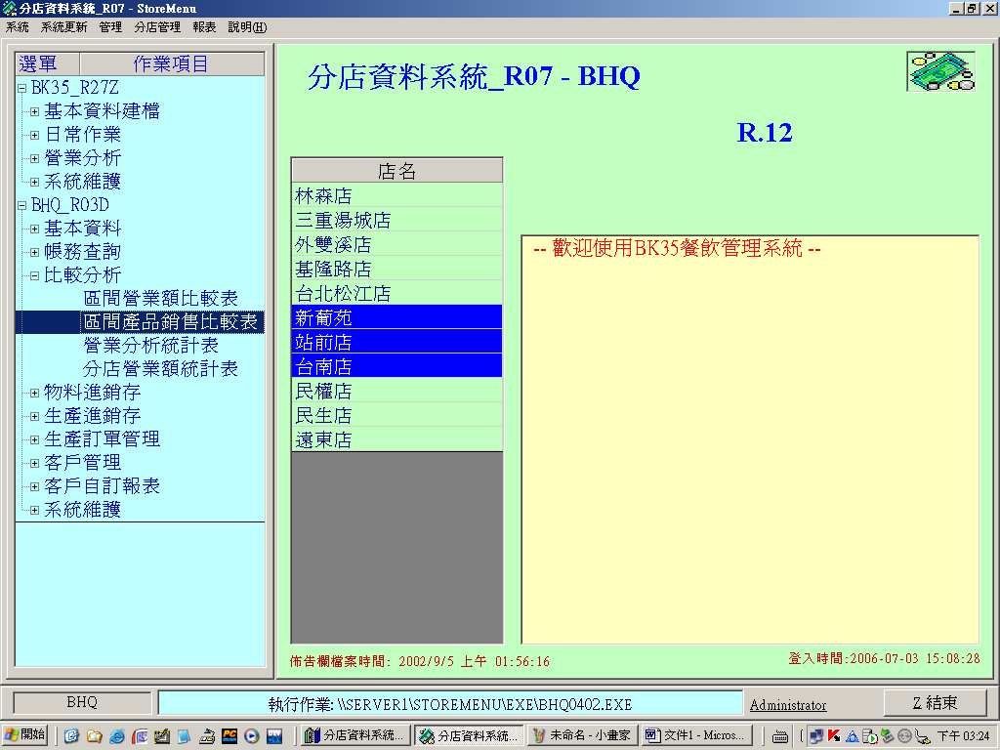 分店資料系統_R07 - StoreMenu
系統 系統更新 管理 分店管理 報表 說明(H)
選單 作業項目
BK35_R27Z
基本資料建檔
日常作業
營業分析
系統維護
BHQ_R03D
基本資料
帳務查詢
比較分析
區間營業額比較表
區間產品銷售比較表
營業分析統計表
分店營業額統計表
物料進銷存
生產進銷存
生產訂單管理
客戶管理
客戶自訂報表
系統維護
分店資料系統_R07 - BHQ
R.12
店名
林森店
三重湯城店
外雙溪店
基隆路店
台北松江店
新葡苑
站前店
台南店
民權店
民生店
遠東店
-- 歡迎使用BK35餐飲管理系統 --
佈告欄檔案時間: 2002/9/5 上午 01:56:16
登入時間:2006-07-03 15:08:28
BHQ
執行作業: \\SERVER1\STOREMENU\EXE\BHQ0402.EXE
Administrator
Z 結束
開始
分店資料系統...
分店資料系統...
未命名 - 小畫家
文件1 - Micros...
下午 03:24